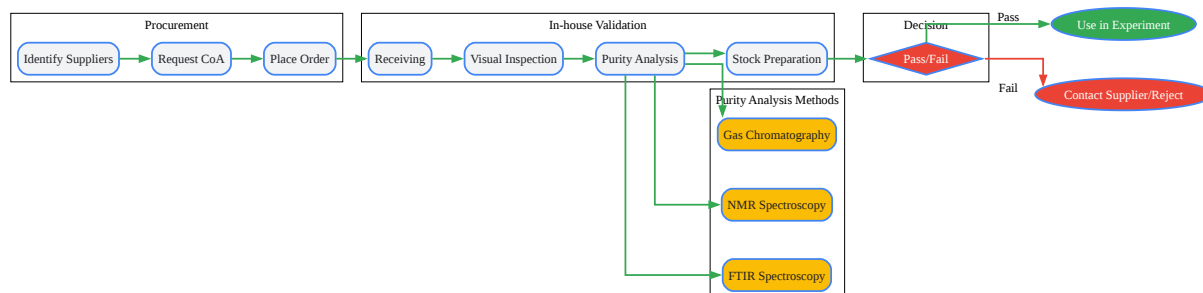 Procurement
In-house Validation
Decision
Pass
Use in Experiment
Identify Suppliers
Request CoA
Place Order
Receiving
Visual Inspection
Purity Analysis
Stock Preparation
Pass/Fail
Fail
Contact Supplier/Reject
Purity Analysis Methods
Gas Chromatography
NMR Spectroscopy
FTIR Spectroscopy